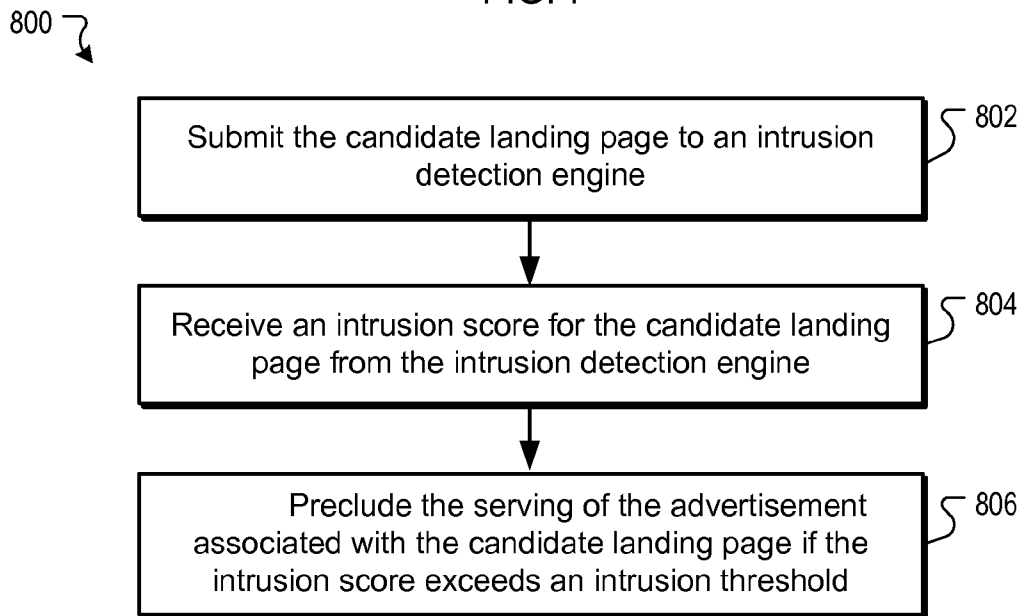 800
Submit the candidate landing page to an intrusion
detection engine
802
Receive an intrusion score for the candidate landing
page from the intrusion detection engine
804
Preclude the serving of the advertisement
associated with the candidate landing page if the
intrusion score exceeds an intrusion threshold
806